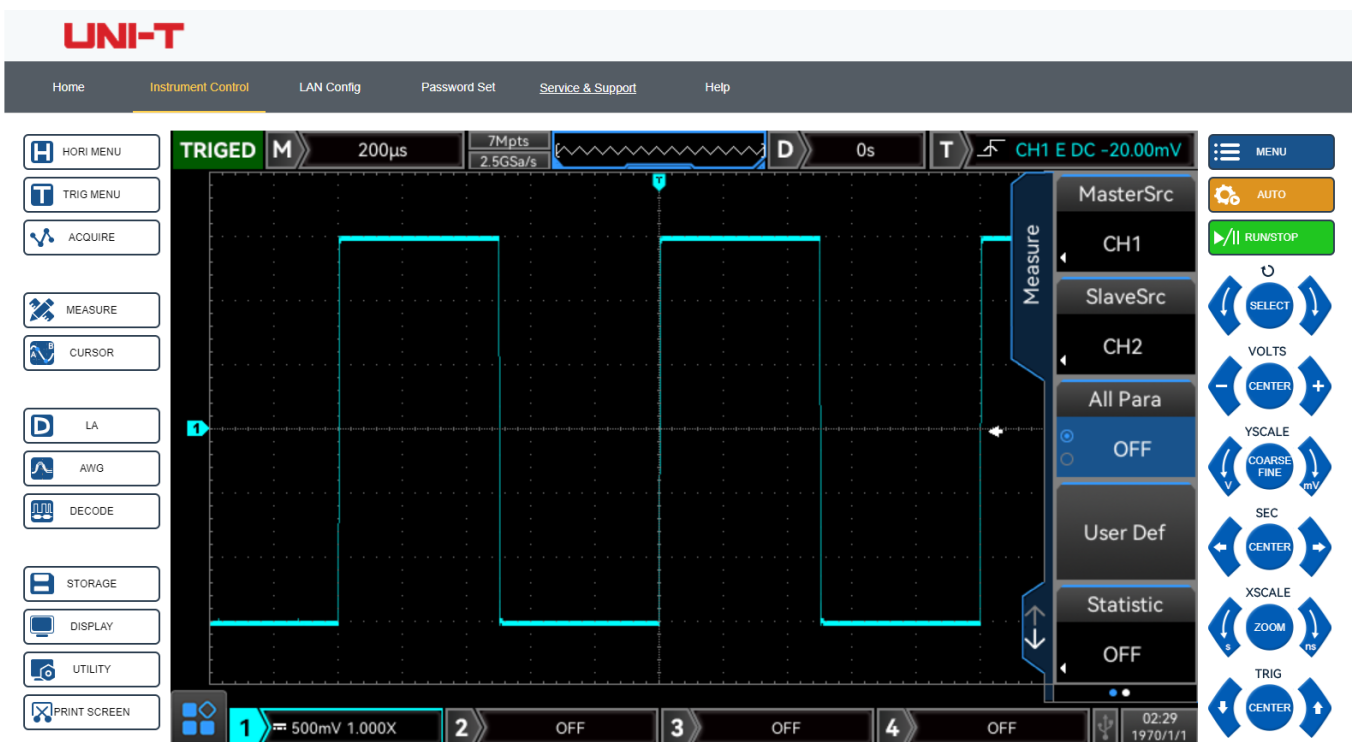 UNI-T
Home Instrument Control LAN Config Password Set Service & Support Help
HORI MENU
TRIG MENU
ACQUIRE
MEASURE
CURSOR
LA
AWG
DECODE
STORAGE
DISPLAY
UTILITY
PRINT SCREEN
TRIGED M 200µs 7Mpts 2.5GSa/s D 0s T CH1 E DC -20.00mV
T
1
Measure
MasterSrc
CH1
SlaveSrc
CH2
All Para
OFF
User Def
Statistic
OFF
1 500mV 1.000X 2 OFF 3 OFF 4 OFF 02:29
1970/1/1
MENU
AUTO
RUN/STOP
SELECT
VOLTS
- CENTER +
YSCALE
COARSE
FINE
V mV
SEC
CENTER
XSCALE
ZOOM
s ns
TRIG
CENTER